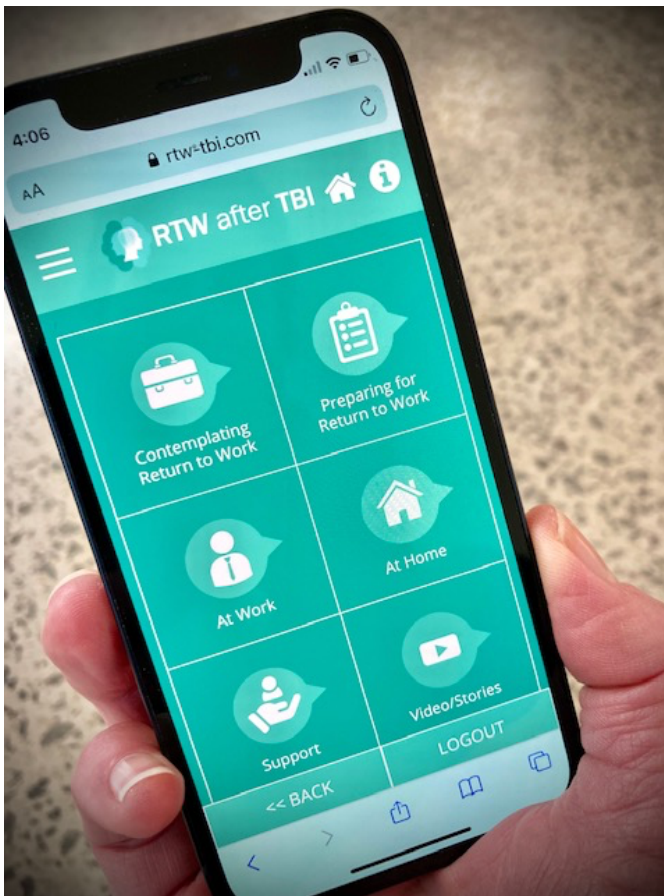 4:06
AA rtw-tbi.com
RTW after TBI
Contemplating
Return to Work
Preparing for
Return to Work
At Work
At Home
Support
Video/Stories
<< BACK
LOGOUT